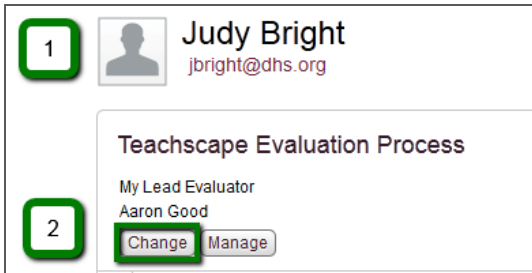 1
Judy Bright
jbright@dhs.org
Teachscape Evaluation Process
My Lead Evaluator
Aaron Good
2
Change Manage